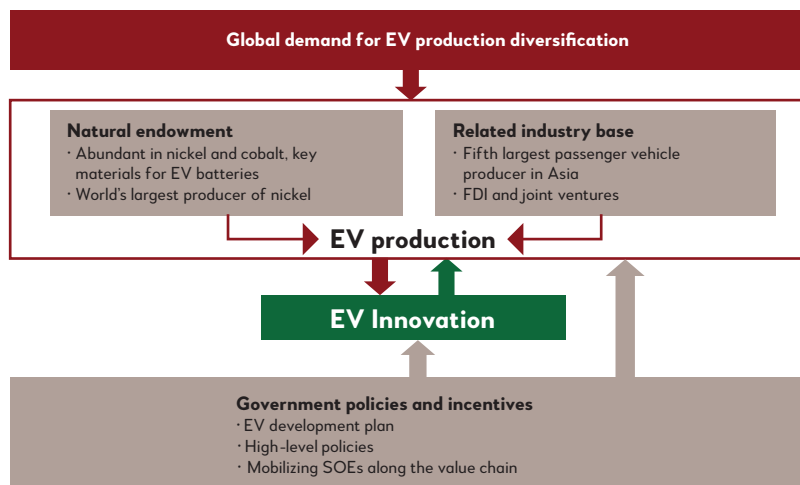 Global demand for EV production diversification
Natural endowment
· Abundant in nickel and cobalt, key
materials for EV batteries
· World's largest producer of nickel
Related industry base
· Fifth largest passenger vehicle
producer in Asia
· FDI and joint ventures
EV production
EV Innovation
Government policies and incentives
· EV development plan
· High-level policies
· Mobilizing SOEs along the value chain